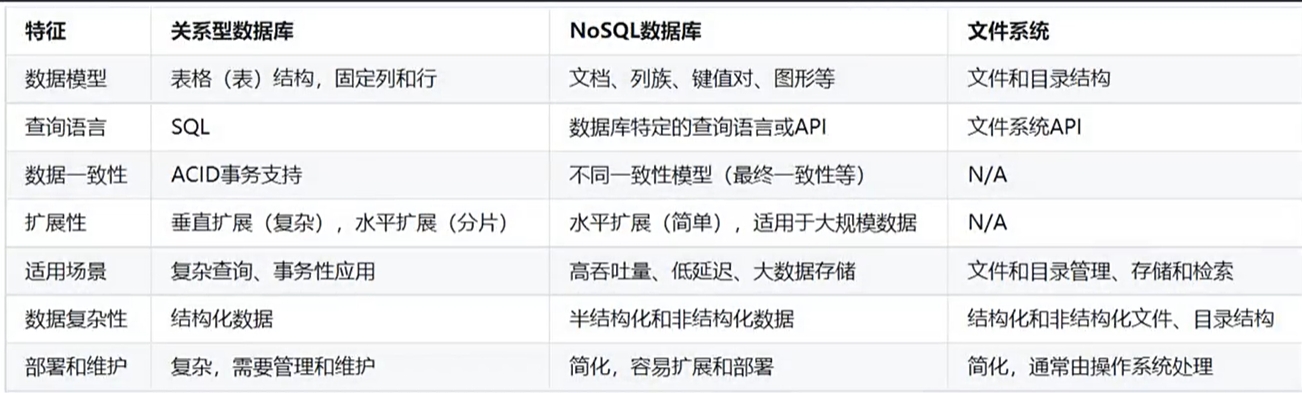 特征 关系型数据库 NoSQL数据库 文件系统
数据模型 表格（表）结构，固定列和行 文档、列族、键值对、图形等 文件和目录结构
查询语言 SQL 数据库特定的查询语言或API 文件系统API
数据一致性 ACID事务支持 不同一致性模型（最终一致性等） N/A
扩展性 垂直扩展（复杂），水平扩展（分片） 水平扩展（简单），适用于大规模数据 N/A
适用场景 复杂查询、事务性应用 高吞吐量、低延迟、大数据存储 文件和目录管理、存储和检索
数据复杂性 结构化数据 半结构化和非结构化数据 结构化和非结构化文件、目录结构
部署和维护 复杂，需要管理和维护 简化，容易扩展和部署 简化，通常由操作系统处理